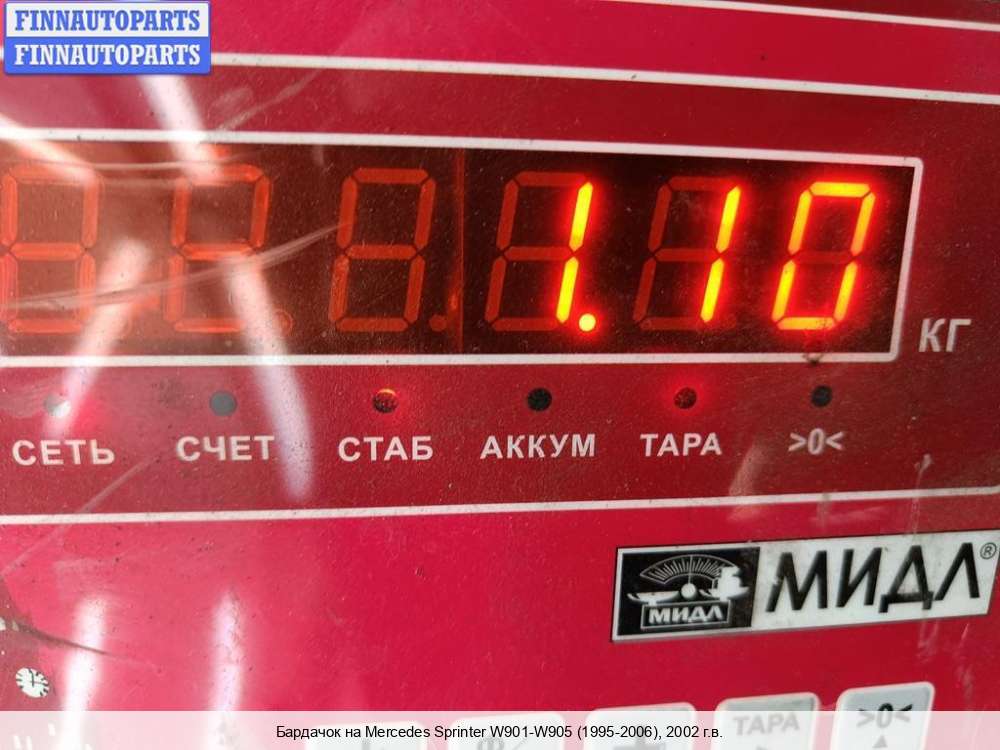 FINNAUTOPARTS
FINNAUTOPARTS
1.10
КГ
СЕТЬ СЧЕТ СТАБ АККУМ ТАРА >0<
МИДЛ МИДЛ®
ТАРА >0<
Бардачок на Mercedes Sprinter W901-W905 (1995-2006), 2002 г.в.